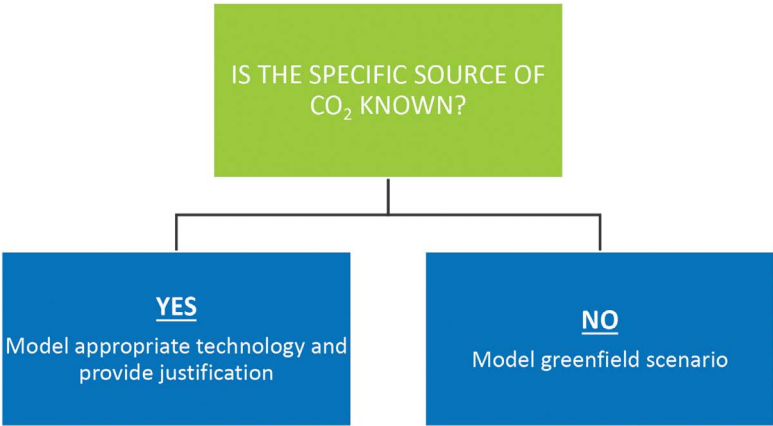 IS THE SPECIFIC SOURCE OF
CO₂ KNOWN?
YES
Model appropriate technology and
provide justification
NO
Model greenfield scenario